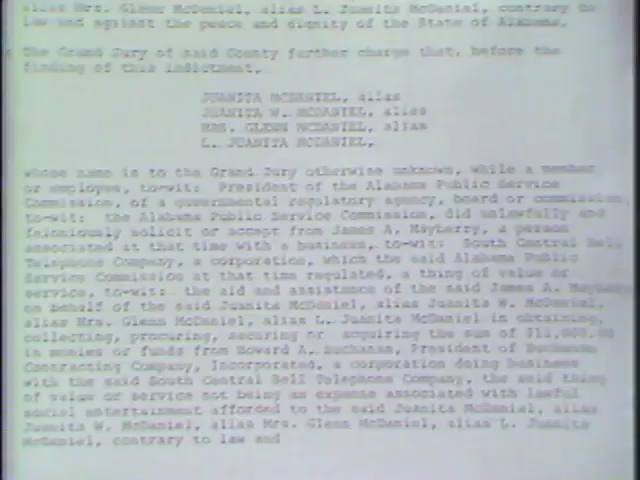 alias Mrs. Glenn McDaniel, alias L. Juanita McDaniel, contrary to
law and against the peace and dignity of the State of Alabama.
The Grand Jury of said County further charge that, before the
finding of this indictment,
JUANITA MCDANIEL, alias
JUANITA W. MCDANIEL, alias
MRS. GLENN MCDANIEL, alias
L. JUANITA MCDANIEL,
whose name is to the Grand Jury otherwise unknown, while a member
or employee, to-wit: President of the Alabama Public Service
Commission, of a governmental regulatory agency, board or commission,
to-wit: the Alabama Public Service Commission, did unlawfully and
feloniously solicit or accept from James A. Mayberry, a person
associated at that time with a business, to-wit: South Central Bell
Telephone Company, a corporation, which the said Alabama Public
Service Commission at that time regulated, a thing of value or
service, to-wit: the aid and assistance of the said James A. Mayberry
on behalf of the said Juanita McDaniel, alias Juanita W. McDaniel,
alias Mrs. Glenn McDaniel, alias L. Juanita McDaniel in obtaining,
collecting, procuring, securing or acquiring the sum of
in monies or funds from Howard A. Buchanan, President of Buchanan
Contracting Company, Incorporated, a corporation doing business
with the said South Central Bell Telephone Company, the said thing
of value or service not being an expense associated with lawful
social entertainment afforded to the said Juanita McDaniel, alias
Juanita W. McDaniel, alias Mrs. Glenn McDaniel, alias L. Juanita
McDaniel, contrary to law and